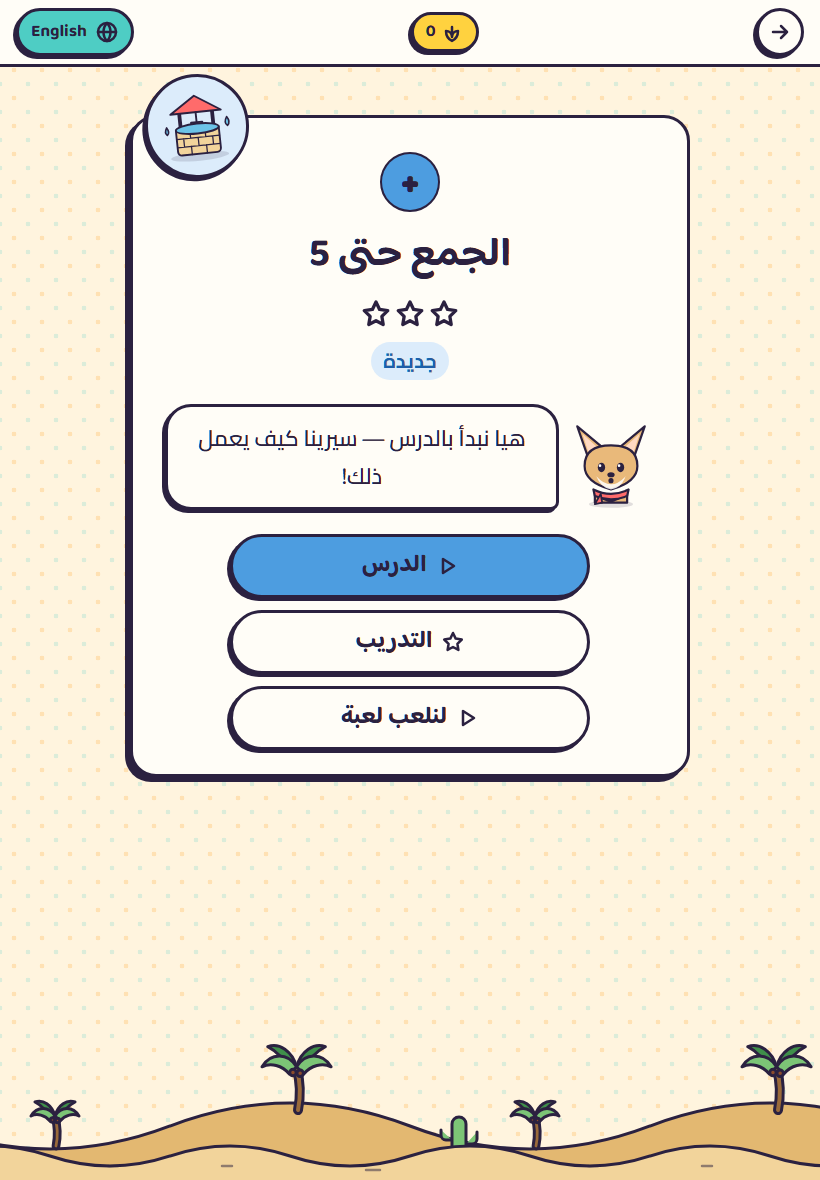 English
0
الجمع حتى 5
جديدة
هيا نبدأ بالدرس — سيرينا كيف يعمل
ذلك!
الدرس
التدريب
لنلعب لعبة